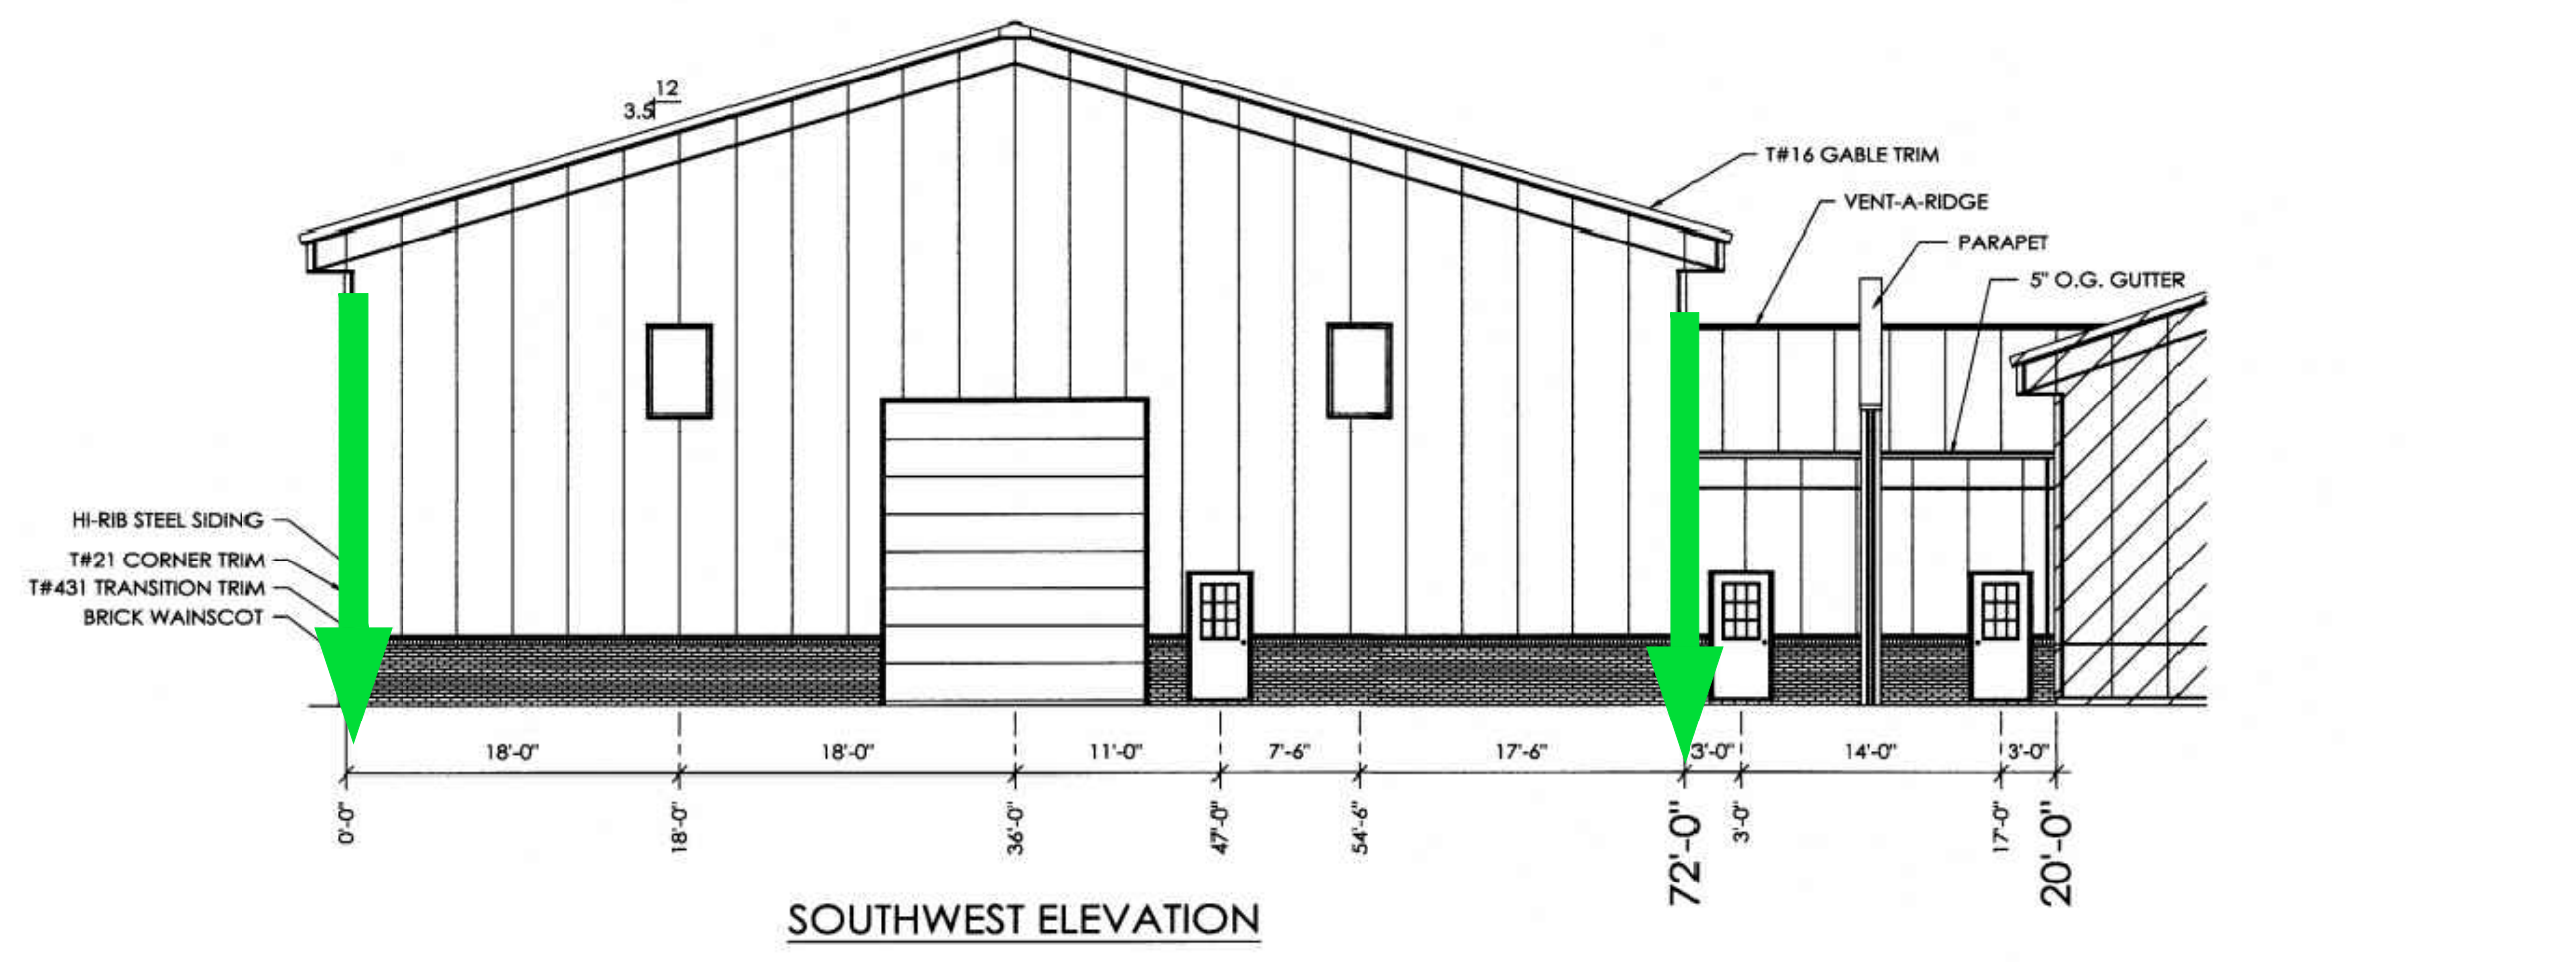 12
3.5
T#16 GABLE TRIM
VENT-A-RIDGE
PARAPET
5" O.G. GUTTER
HI-RIB STEEL SIDING
T#21 CORNER TRIM
T#431 TRANSITION TRIM
BRICK WAINSCOT
18'-0" 18'-0" 11'-0" 7'-6" 17'-6" 3'-0" 14'-0" 3'-0"
0'-0" 18'-0" 36'-0" 47'-0" 54'-6" 72'-0" 3'-0" 17'-0" 20'-0"
SOUTHWEST ELEVATION